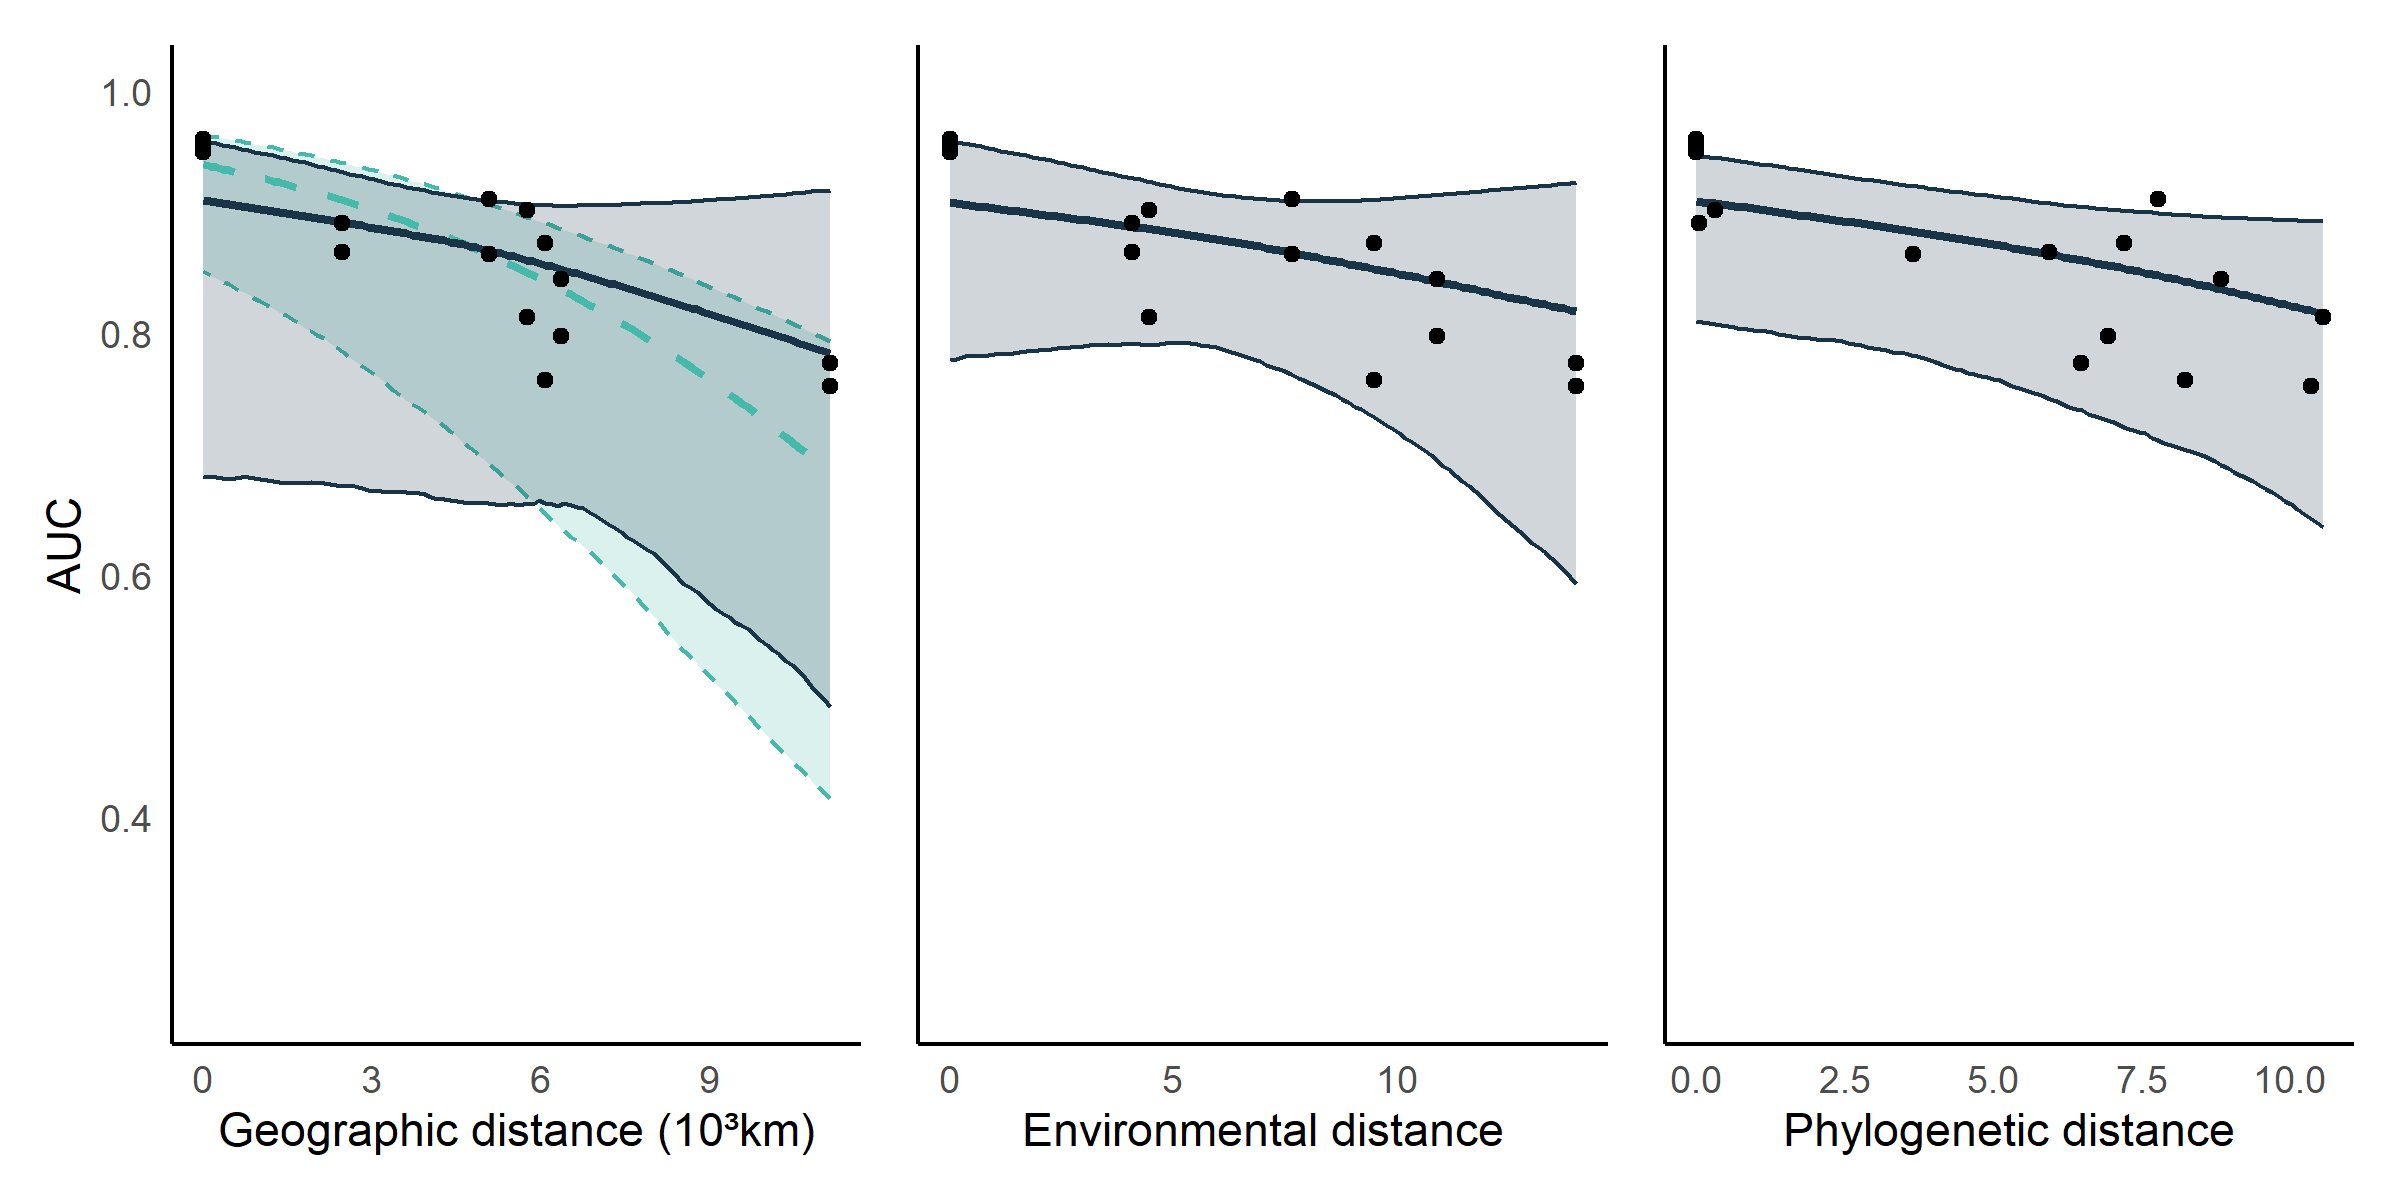 AUC
1.0
0.8
0.6
0.4
0 3 6 9
Geographic distance (10³km)
0 5 10
Environmental distance
0.0 2.5 5.0 7.5 10.0
Phylogenetic distance